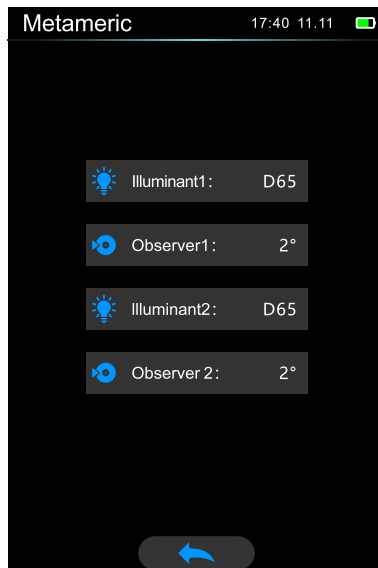 Metameric 17:40 11.11
Illuminant1: D65
Observer1: 2°
Illuminant2: D65
Observer 2: 2°